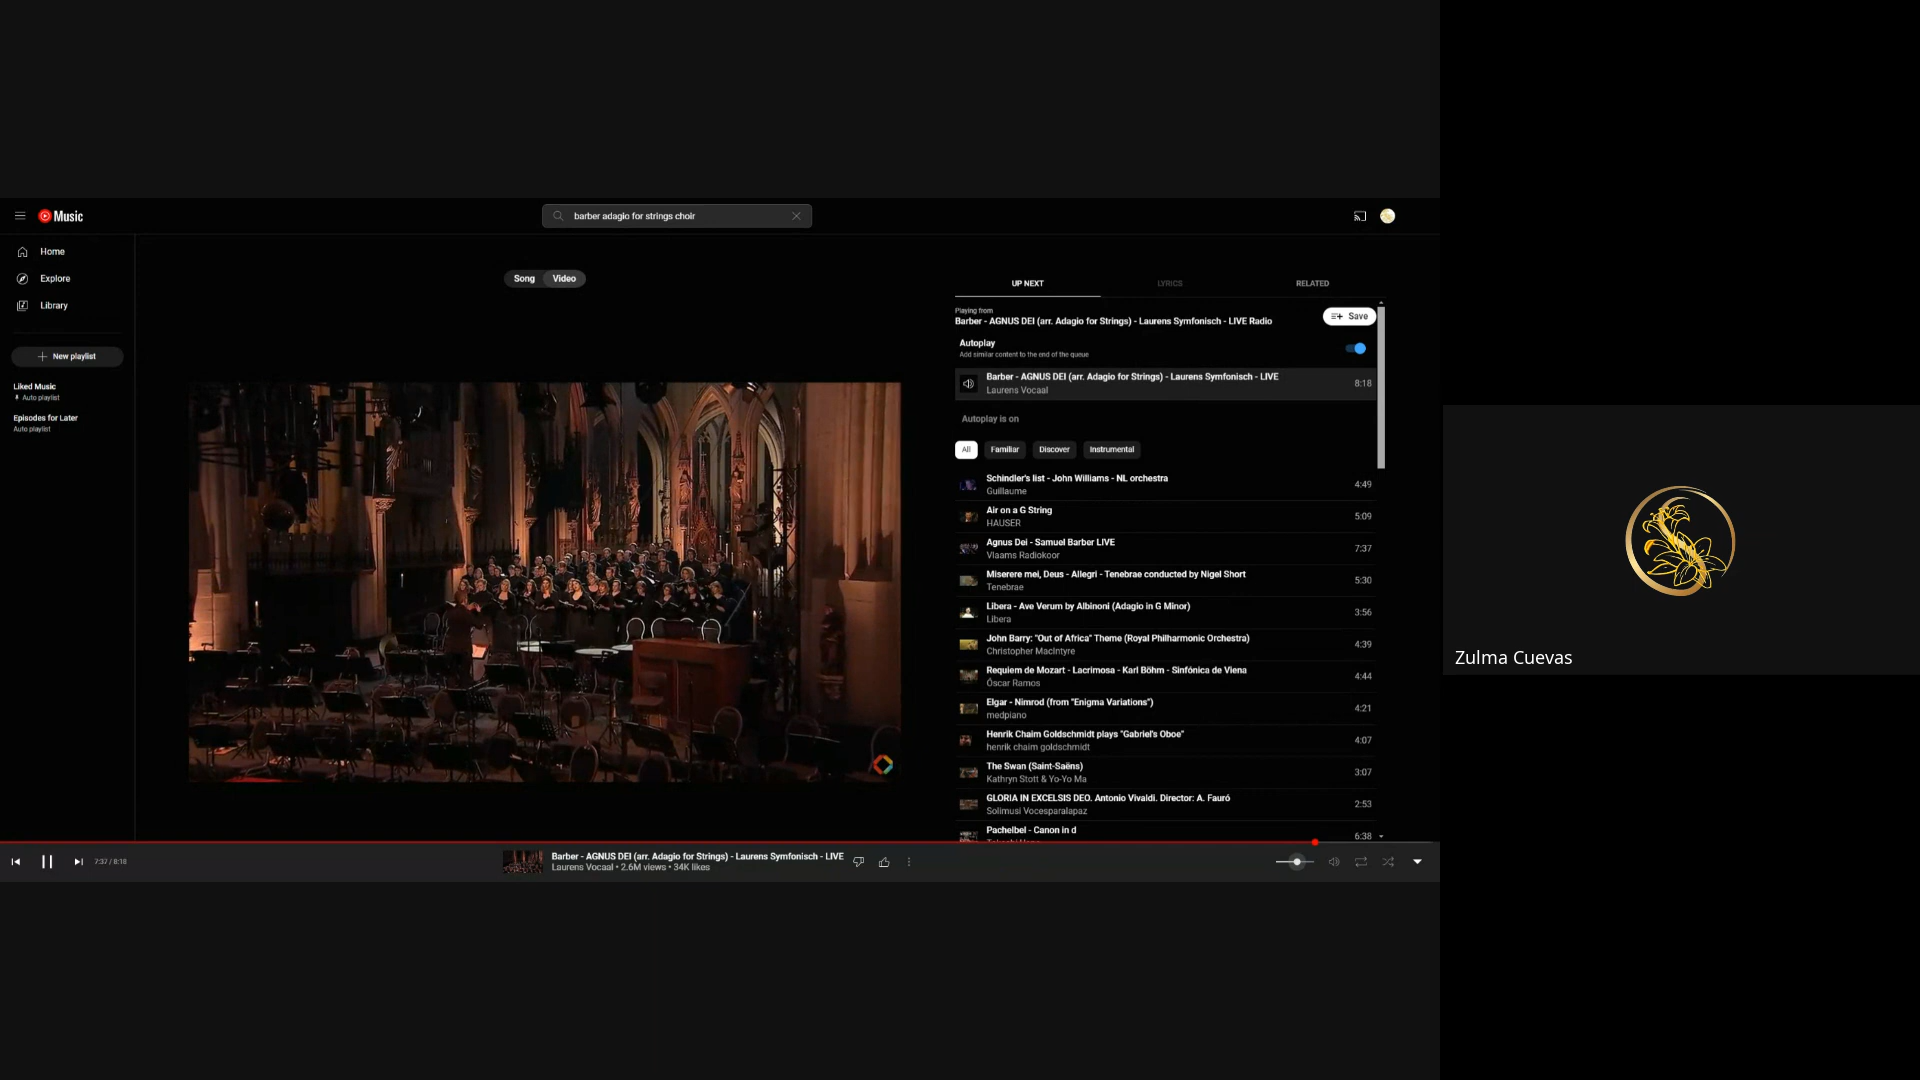 Music
barber adagio for strings choir
Home
Explore
Library
New playlist
Liked Music
Auto playlist
Episodes for Later
Auto playlist
Song
Video
UP NEXT
LYRICS
RELATED
Playing from
Barber - AGNUS DEI (arr. Adagio for Strings) - Laurens Symfonisch - LIVE Radio
Save
Autoplay
Add similar content to the end of the queue
Barber - AGNUS DEI (arr. Adagio for Strings) - Laurens Symfonisch - LIVE
Laurens Vocaal
8:18
Autoplay is on
All
Familiar
Discover
Instrumental
Schindler's list - John Williams - NL orchestra
Guillaume
4:49
Air on a G String
HAUSER
5:09
Agnus Dei - Samuel Barber LIVE
Vlaams Radiokoor
7:37
Miserere mei, Deus - Allegri - Tenebrae conducted by Nigel Short
Tenebrae
5:30
Libera - Ave Verum by Albinoni (Adagio in G Minor)
Libera
3:56
John Barry: "Out of Africa" Theme (Royal Philharmonic Orchestra)
Christopher MacIntyre
4:39
Requiem de Mozart - Lacrimosa - Karl Böhm - Sinfónica de Viena
Óscar Ramos
4:44
Elgar - Nimrod (from "Enigma Variations")
medpiano
4:21
Henrik Chaim Goldschmidt plays "Gabriel's Oboe"
henrik chaim goldschmidt
4:07
The Swan (Saint-Saëns)
Kathryn Stott & Yo-Yo Ma
3:07
GLORIA IN EXCELSIS DEO. Antonio Vivaldi. Director: A. Fauró
Solimusi Vocesparalapaz
2:53
Pachelbel - Canon in d
6:38
7:37 / 8:18
Barber - AGNUS DEI (arr. Adagio for Strings) - Laurens Symfonisch - LIVE
Laurens Vocaal • 2.6M views • 34K likes
Zulma Cuevas